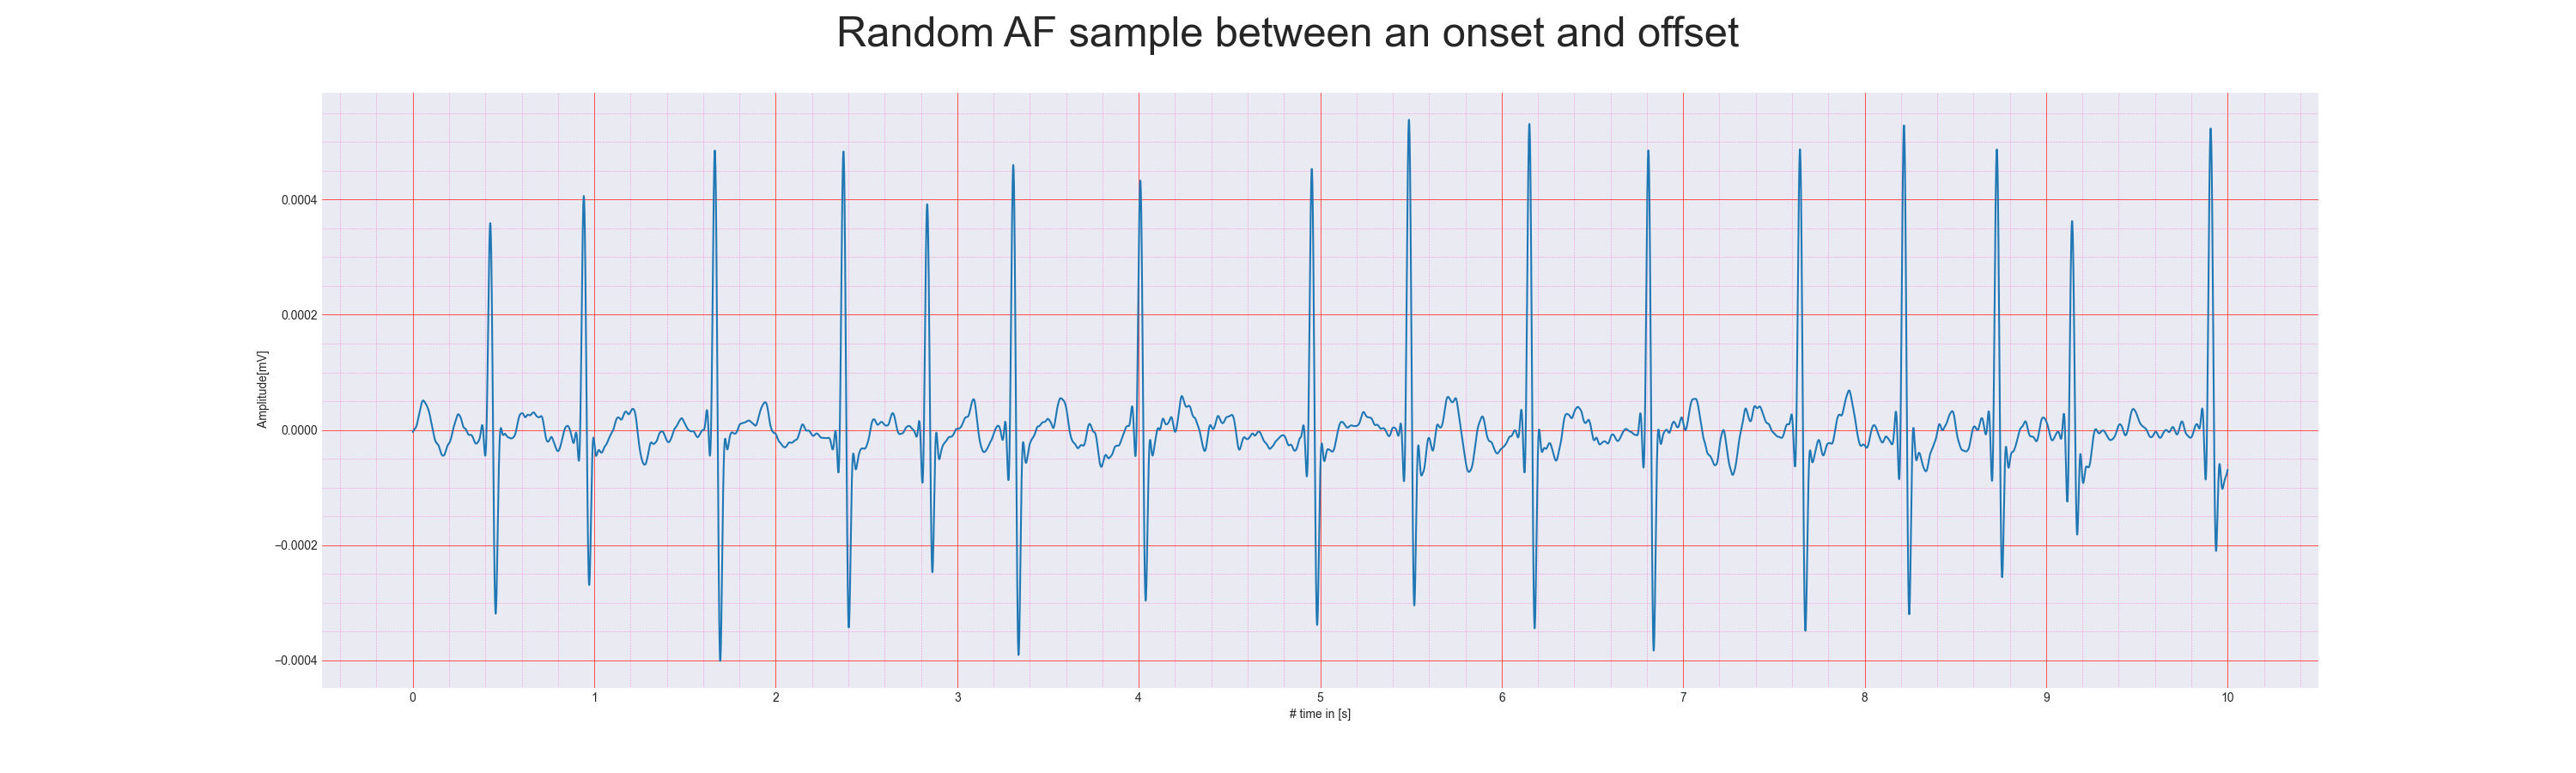 Random AF sample between an onset and offset
0.0004
0.0002
0.0000
−0.0002
−0.0004
Amplitude[mV]
0 1 2 3 4 5 6 7 8 9 10
# time in [s]